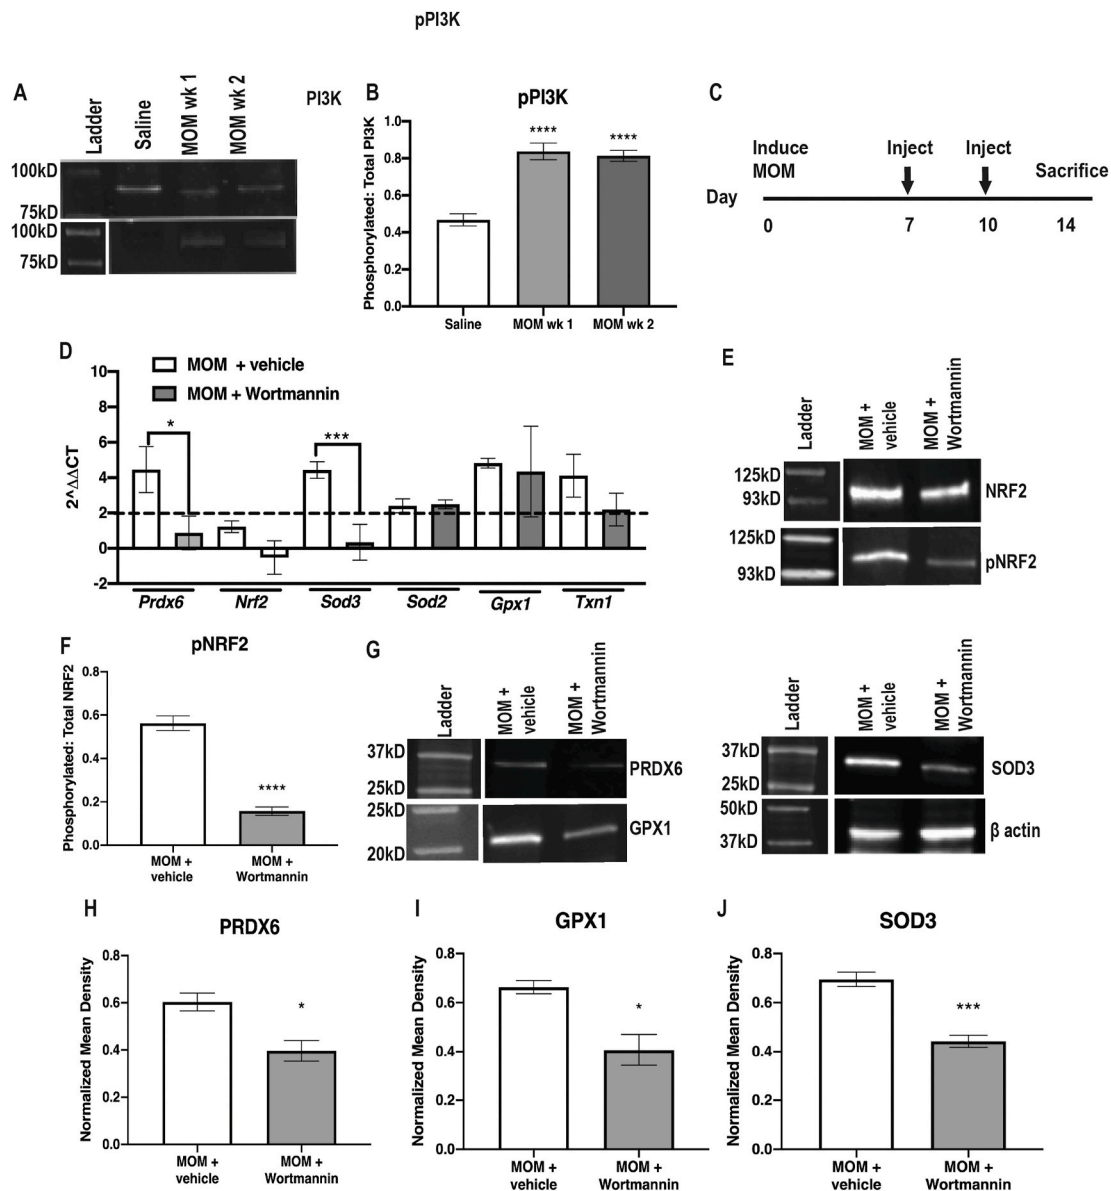 pPI3K
A
Ladder
Saline
MOM wk 1
MOM wk 2
PI3K
100kD
75kD
100kD
75kD
B
pPI3K
Phosphorylated: Total PI3K
1.0
0.8
0.6
0.4
0.2
0.0
****
****
Saline
MOM wk 1
MOM wk 2
C
Induce
MOM
Inject
Inject
Sacrifice
Day
0
7
10
14
D
MOM + vehicle
MOM + Wortmannin
2^ΔΔCT
10
8
6
4
2
0
-2
*
***
Prdx6
Nrf2
Sod3
Sod2
Gpx1
Txn1
E
Ladder
MOM +
vehicle
MOM +
Wortmannin
125kD
93kD
NRF2
125kD
93kD
pNRF2
F
pNRF2
Phosphorylated: Total NRF2
0.8
0.6
0.4
0.2
0.0
****
MOM +
vehicle
MOM +
Wortmannin
G
Ladder
MOM +
vehicle
MOM +
Wortmannin
37kD
25kD
PRDX6
25kD
20kD
GPX1
Ladder
MOM +
vehicle
MOM +
Wortmannin
37kD
25kD
SOD3
50kD
37kD
β actin
H
PRDX6
Normalized Mean Density
0.8
0.6
0.4
0.2
0.0
*
MOM +
vehicle
MOM +
Wortmannin
I
GPX1
Normalized Mean Density
0.8
0.6
0.4
0.2
0.0
*
MOM +
vehicle
MOM +
Wortmannin
J
SOD3
Normalized Mean Density
0.8
0.6
0.4
0.2
0.0
***
MOM +
vehicle
MOM +
Wortmannin